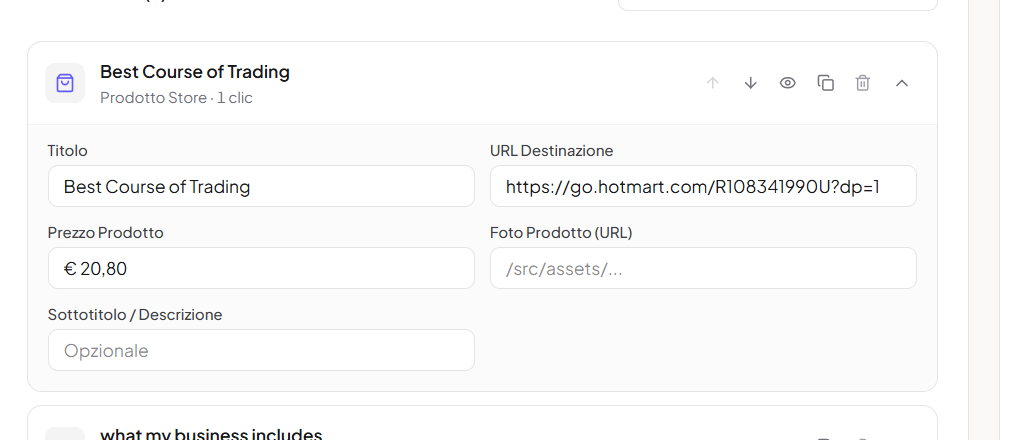 Best Course of Trading
Prodotto Store · 1 clic
Titolo
URL Destinazione
Best Course of Trading
https://go.hotmart.com/R108341990U?dp=1
Prezzo Prodotto
Foto Prodotto (URL)
€ 20,80
/src/assets/...
Sottotitolo / Descrizione
Opzionale
what my business includes